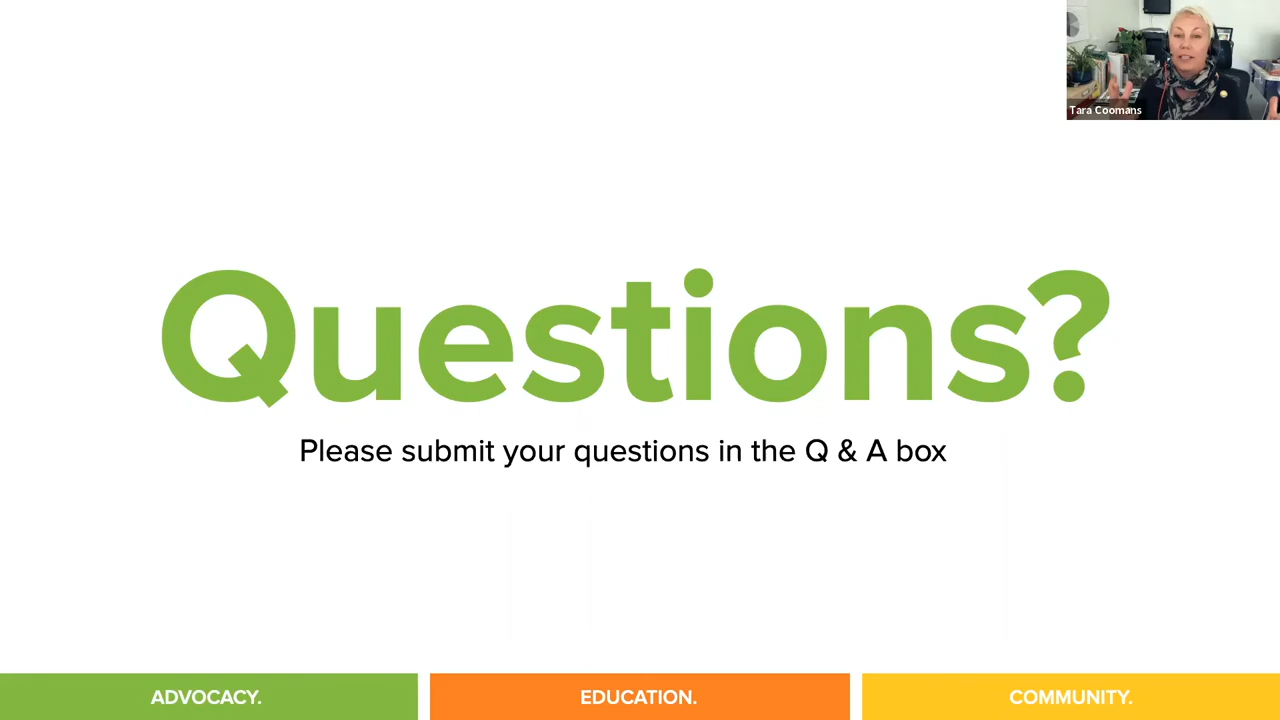 Tara Coomans
Questions?
Please submit your questions in the Q & A box
ADVOCACY.
EDUCATION.
COMMUNITY.